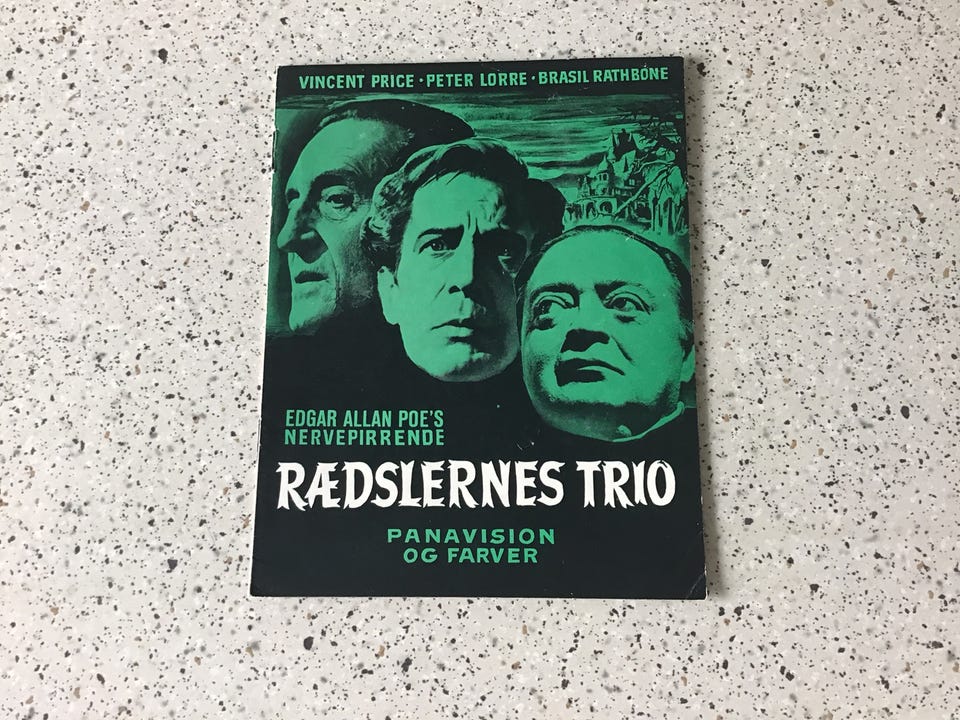 VINCENT PRICE · PETER LORRE · BRASIL RATHBONE
EDGAR ALLAN POE'S
NERVEPIRRENDE
RÆDSLERNES TRIO
PANAVISION
OG FARVER